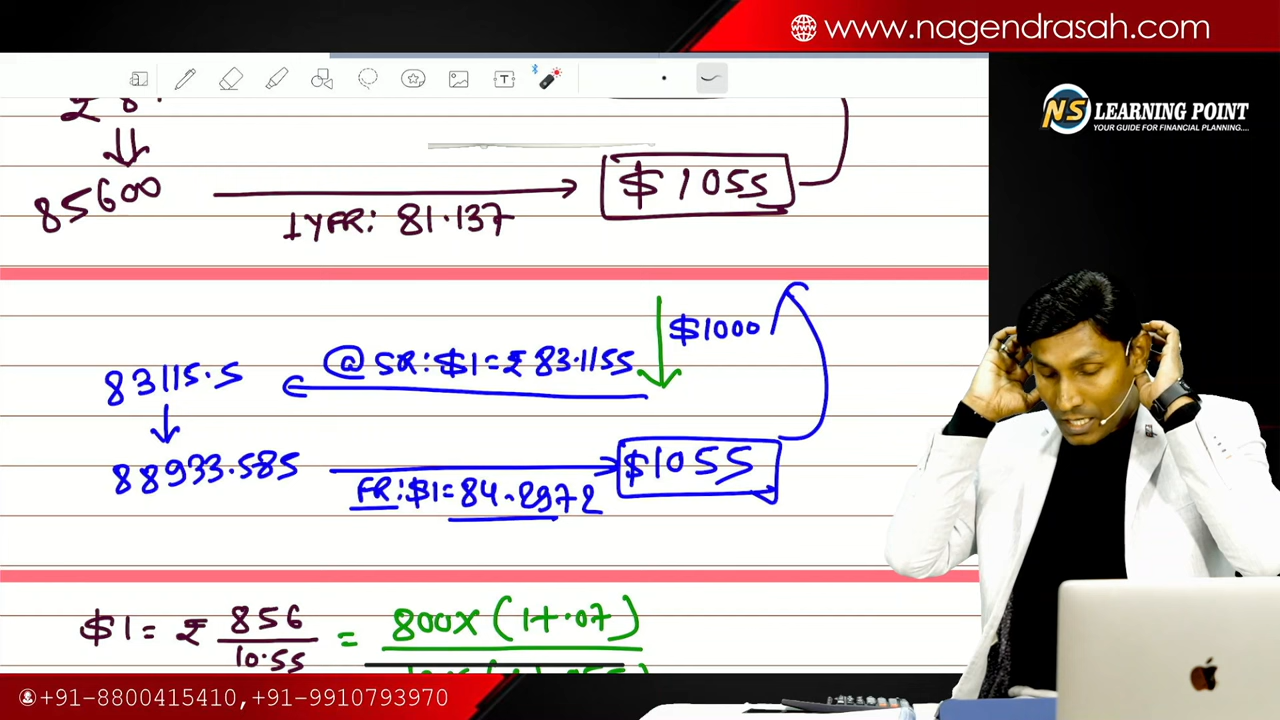 www.nagendrasah.com
NS LEARNING POINT
YOUR GUIDE FOR FINANCIAL PLANNING....
85600
1YFR: 81.137
$ 1055
$1000
@ SR: $1 = ₹ 83.1155
83115.5
88933.585
FR: $1 = 84.2972
$1055
$1 = ₹ 856/10.55 = 800x (1+.07)
+91-8800415410,+91-9910793970